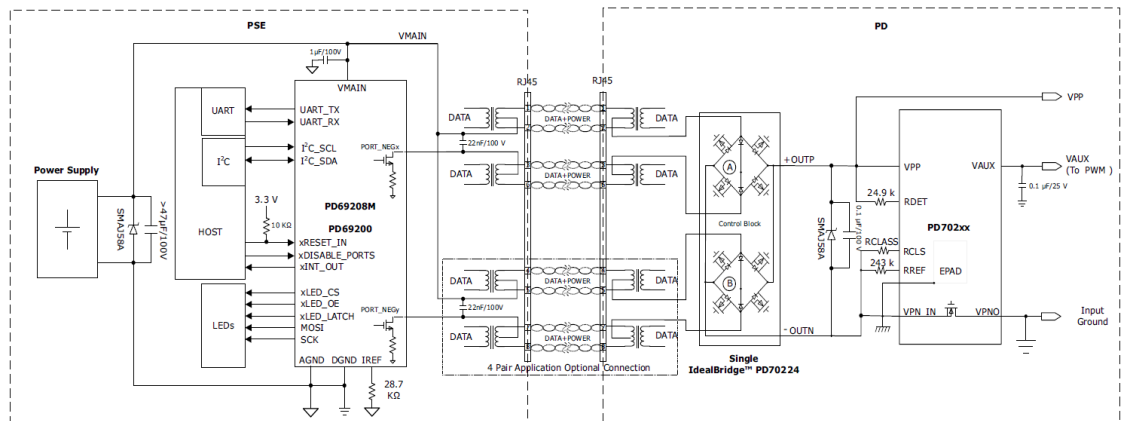 PSE
PD
VMAIN
1µF/100V
VMAIN
RJ45
RJ45
UART
UART_TX
UART_RX
I²C
I²C_SCL
I²C_SDA
PORT_NEGx
22nF/100 V
DATA
DATA+POWER
DATA
DATA
DATA+POWER
DATA
Power Supply
SMAJ58A
>47µF/100V
3.3 V
10 KΩ
HOST
PD69208M
PD69200
xRESET_IN
xDISABLE_PORTS
xINT_OUT
LEDs
xLED_CS
xLED_OE
xLED_LATCH
MOSI
SCK
AGND DGND IREF
28.7
KΩ
PORT_NEGy
22nF/100V
DATA
DATA+POWER
DATA
DATA
DATA+POWER
DATA
4 Pair Application Optional Connection
A
Control Block
B
Single
IdealBridge™ PD70224
+OUTP
-OUTN
SMAJ58A
0.1 µF/100 V
24.9 k
RCLASS
243 k
VPP
RDET
RCLS
RREF
VAUX
PD702xx
EPAD
VPN_IN
VPNO
VPP
VAUX
(To PWM )
0.1 µF/25 V
Input
Ground